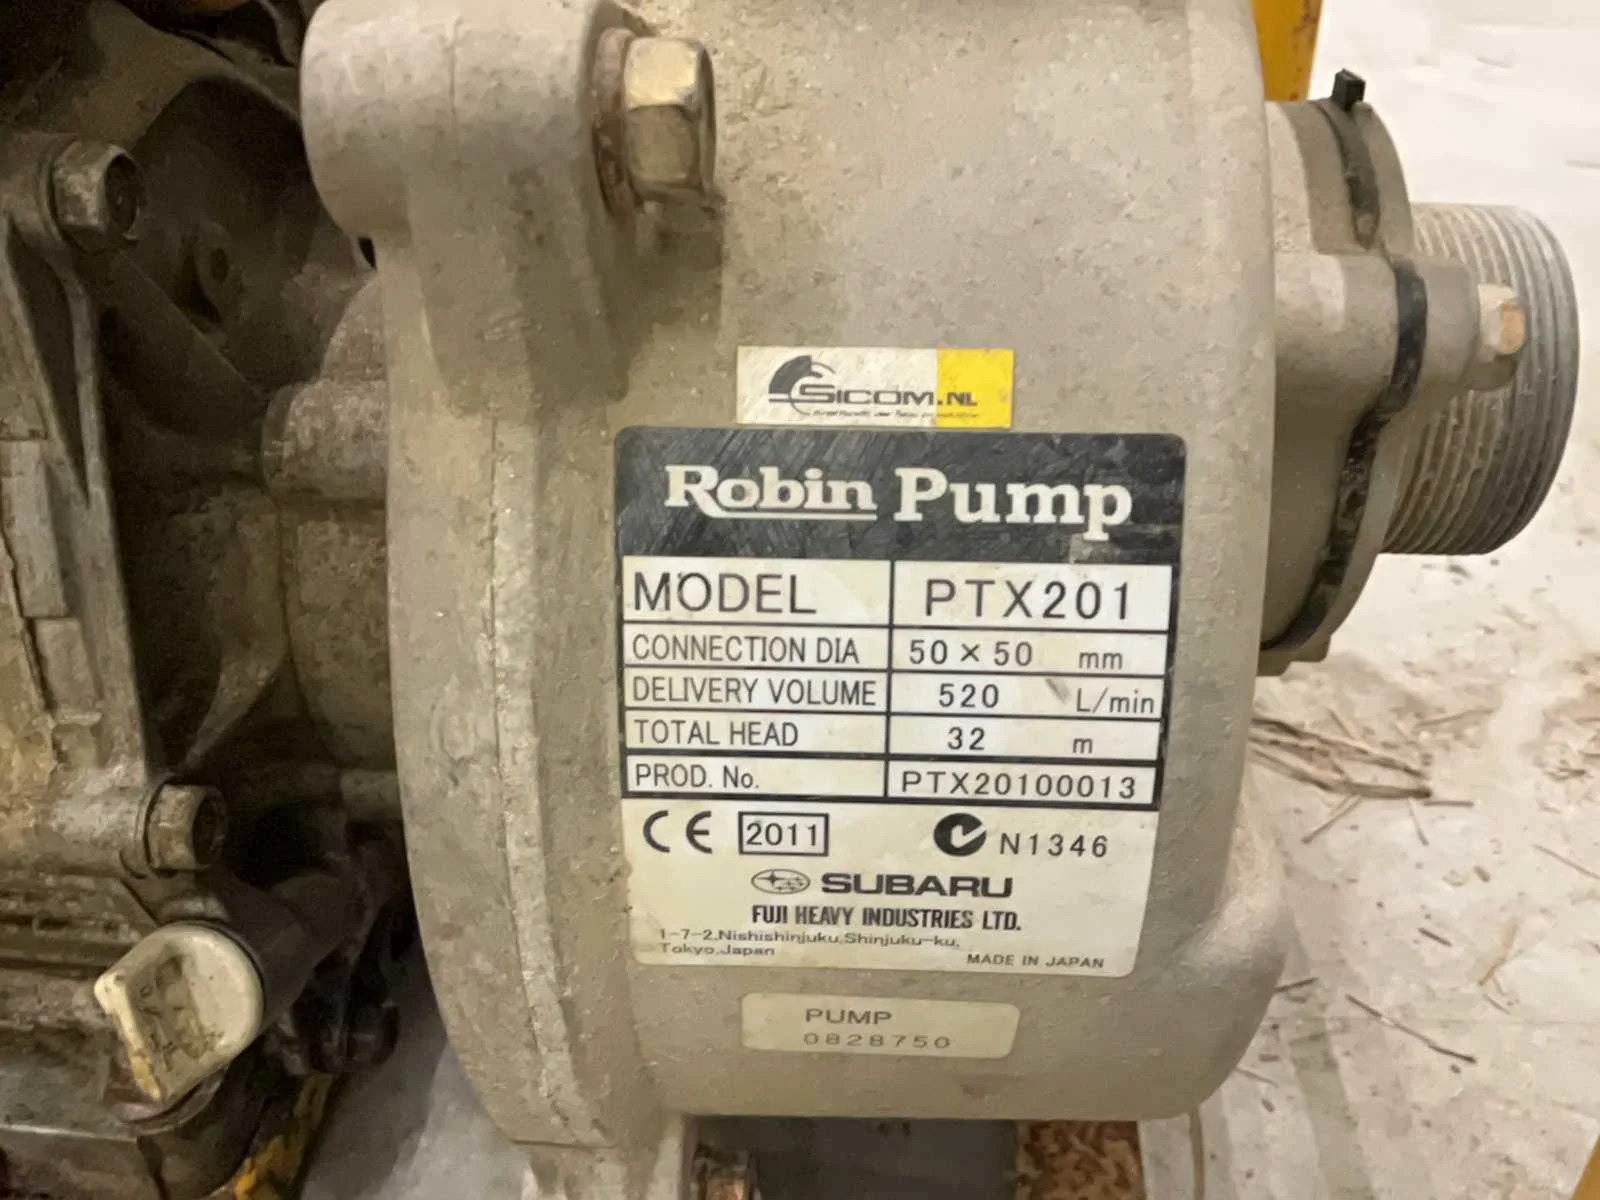 SICOM.NL
Robin Pump
MODEL PTX201
CONNECTION DIA 50 × 50 mm
DELIVERY VOLUME 520 L/min
TOTAL HEAD 32 m
PROD. No. PTX20100013
CE 2011 N1346
SUBARU
FUJI HEAVY INDUSTRIES LTD.
1-7-2,Nishishinjuku,Shinjuku-ku,
Tokyo,Japan
MADE IN JAPAN
PUMP
0828750